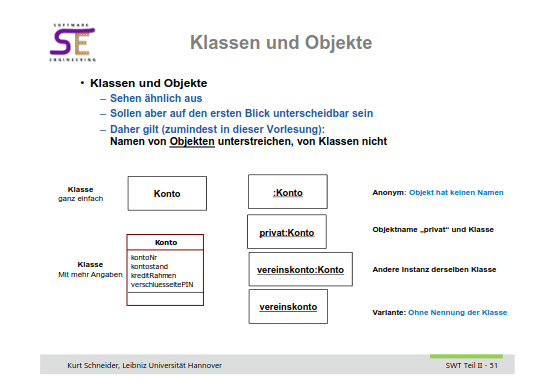 SOFTWARE
SE
ENGINEERING
Klassen und Objekte
• Klassen und Objekte
– Sehen ähnlich aus
– Sollen aber auf den ersten Blick unterscheidbar sein
– Daher gilt (zumindest in dieser Vorlesung):
Namen von Objekten unterstreichen, von Klassen nicht
Klasse
ganz einfach
Konto
:Konto
Anonym: Objekt hat keinen Namen
privat:Konto
Objektname „privat“ und Klasse
Klasse
Mit mehr Angaben
Konto
kontoNr
kontostand
kreditRahmen
verschluesseltePIN
vereinskonto:Konto
Andere Instanz derselben Klasse
vereinskonto
Variante: Ohne Nennung der Klasse
Kurt Schneider, Leibniz Universität Hannover
SWT Teil II - 51